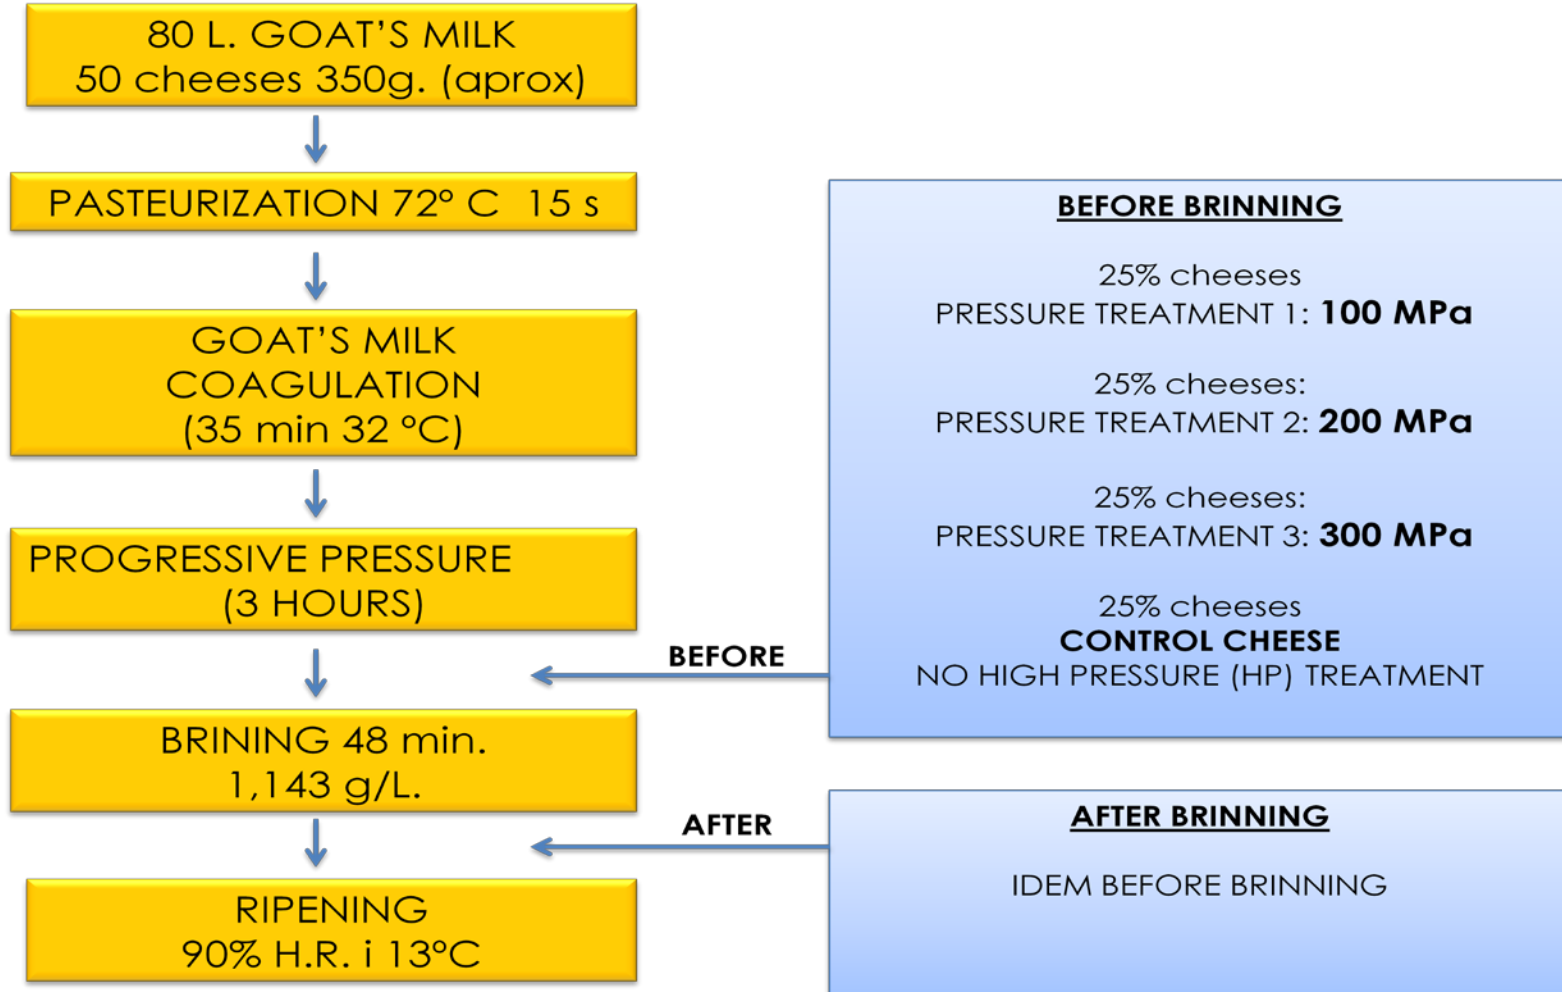 80 L. GOAT’S MILK
50 cheeses 350g. (aprox)
PASTEURIZATION 72º C 15 s
GOAT’S MILK
COAGULATION
(35 min 32 ºC)
PROGRESSIVE PRESSURE
(3 HOURS)
BEFORE
BRINING 48 min.
1,143 g/L.
AFTER
RIPENING
90% H.R. i 13ºC
BEFORE BRINNING
25% cheeses
PRESSURE TREATMENT 1: 100 MPa
25% cheeses:
PRESSURE TREATMENT 2: 200 MPa
25% cheeses:
PRESSURE TREATMENT 3: 300 MPa
25% cheeses
CONTROL CHEESE
NO HIGH PRESSURE (HP) TREATMENT
AFTER BRINNING
IDEM BEFORE BRINNING